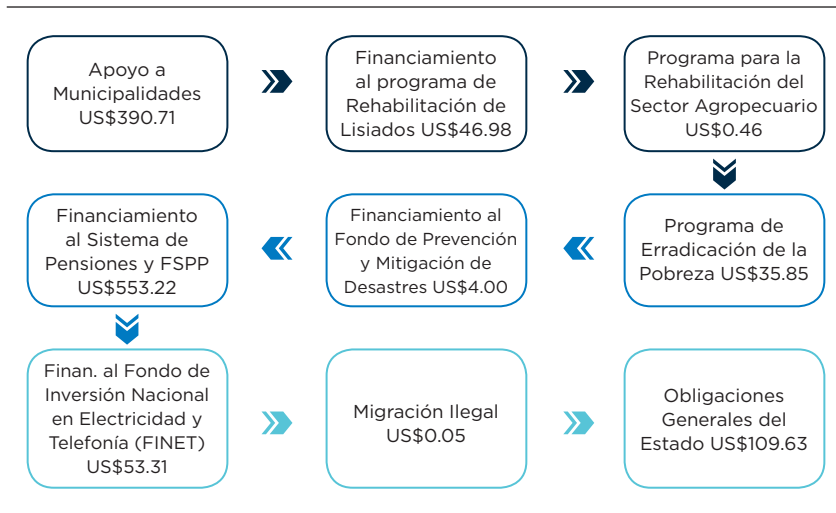 Apoyo a
Municipalidades
US$390.71
Financiamiento
al programa de
Rehabilitación de
Lisiados US$46.98
Programa para la
Rehabilitación del
Sector Agropecuario
US$0.46
Programa de
Erradicación de la
Pobreza US$35.85
Financiamiento al
Fondo de Prevención
y Mitigación de
Desastres US$4.00
Financiamiento
al Sistema de
Pensiones y FSPP
US$553.22
Finan. al Fondo de
Inversión Nacional
en Electricidad y
Telefonía (FINET)
US$53.31
Migración Ilegal
US$0.05
Obligaciones
Generales del
Estado US$109.63